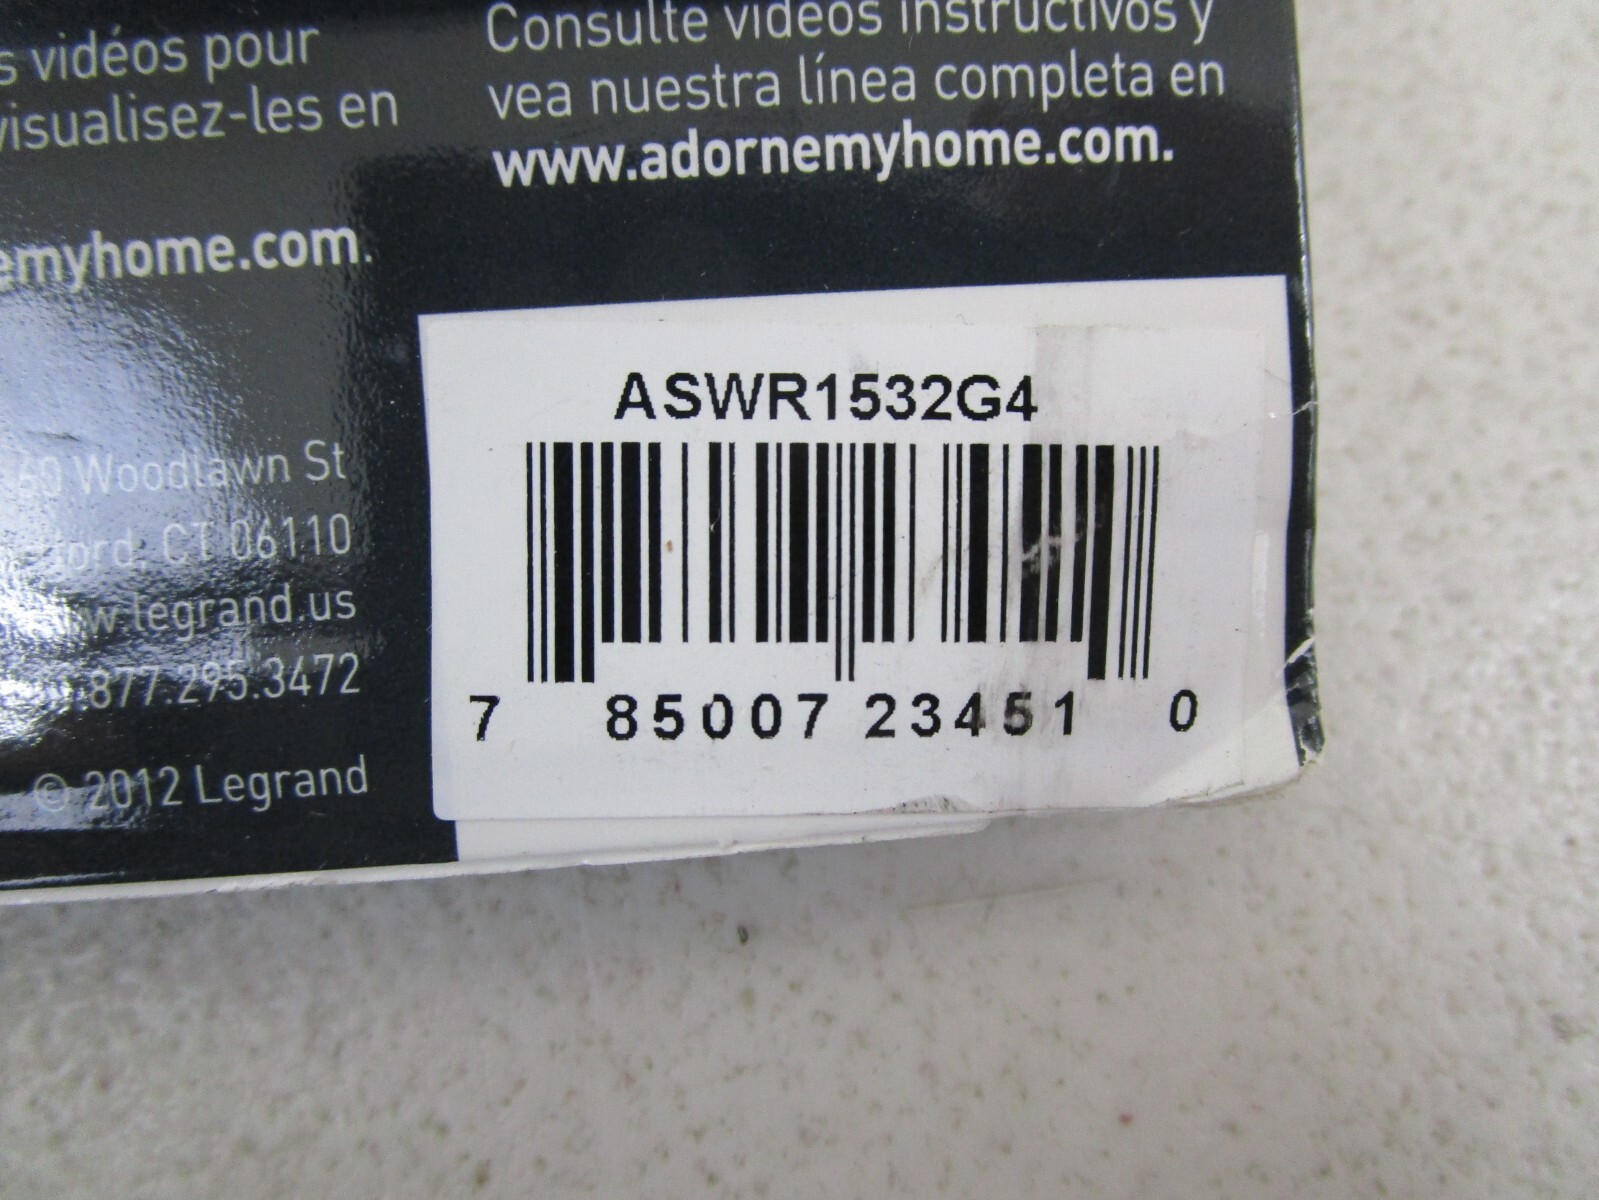 s vidéos pour
visualisez-les en
emyhome.com.
Consulte videos instructivos y
vea nuestra línea completa en
www.adornemyhome.com.
60 Woodlawn St
ford, CT 06110
legrand.us
877.295.3472
© 2012 Legrand
ASWR1532G4
7 85007 23451 0